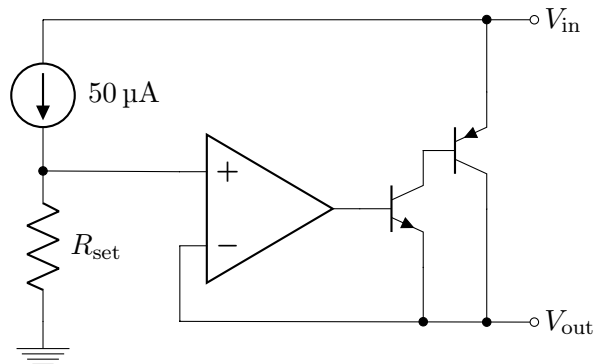 V_in
50 µA
+
−
R_set
V_out